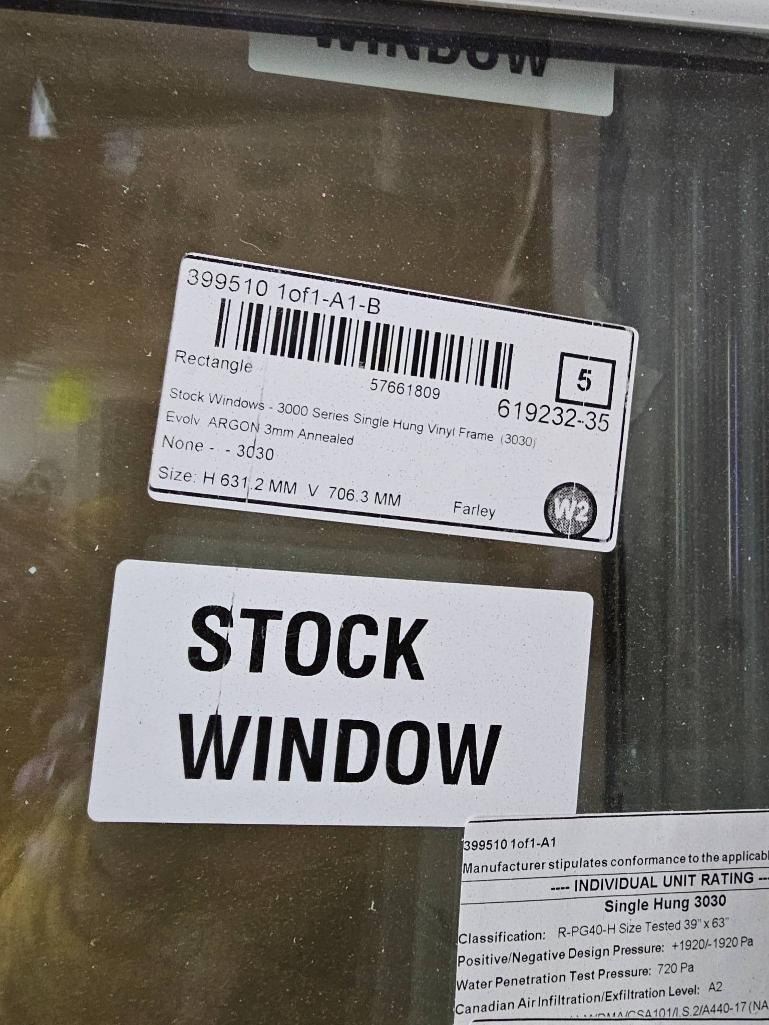 WINDOW
399510 1of1-A1-B
Rectangle
57661809
5
619232-35
Stock Windows - 3000 Series Single Hung Vinyl Frame (3030)
Evolv ARGON 3mm Annealed
None - - 3030
Size: H 631.2 MM V 706.3 MM Farley
W2
STOCK
WINDOW
399510 1of1-A1
Manufacturer stipulates conformance to the
---- INDIVIDUAL UNIT RATING --
Single Hung 3030
Classification: R-PG40-H Size Tested 39" x 63"
Positive/Negative Design Pressure: +1920/-1920 Pa
Water Penetration Test Pressure: 720 Pa
Canadian Air Infiltration/Exfiltration Level: A2